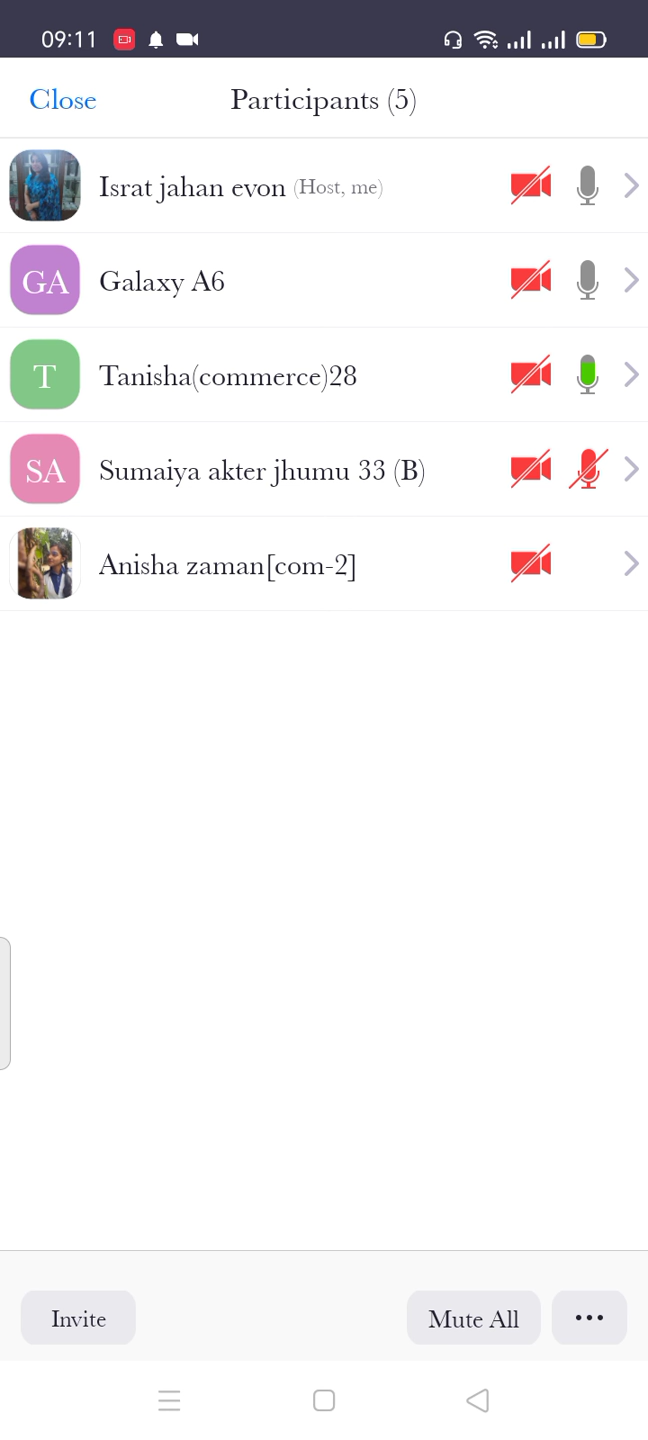 09:11
Close Participants (5)
Israt jahan evon (Host, me)
GA Galaxy A6
T Tanisha(commerce)28
SA Sumaiya akter jhumu 33 (B)
Anisha zaman[com-2]
Invite Mute All